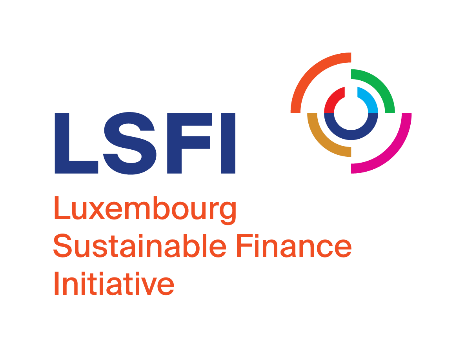 LSFI
Luxembourg
Sustainable Finance
Initiative